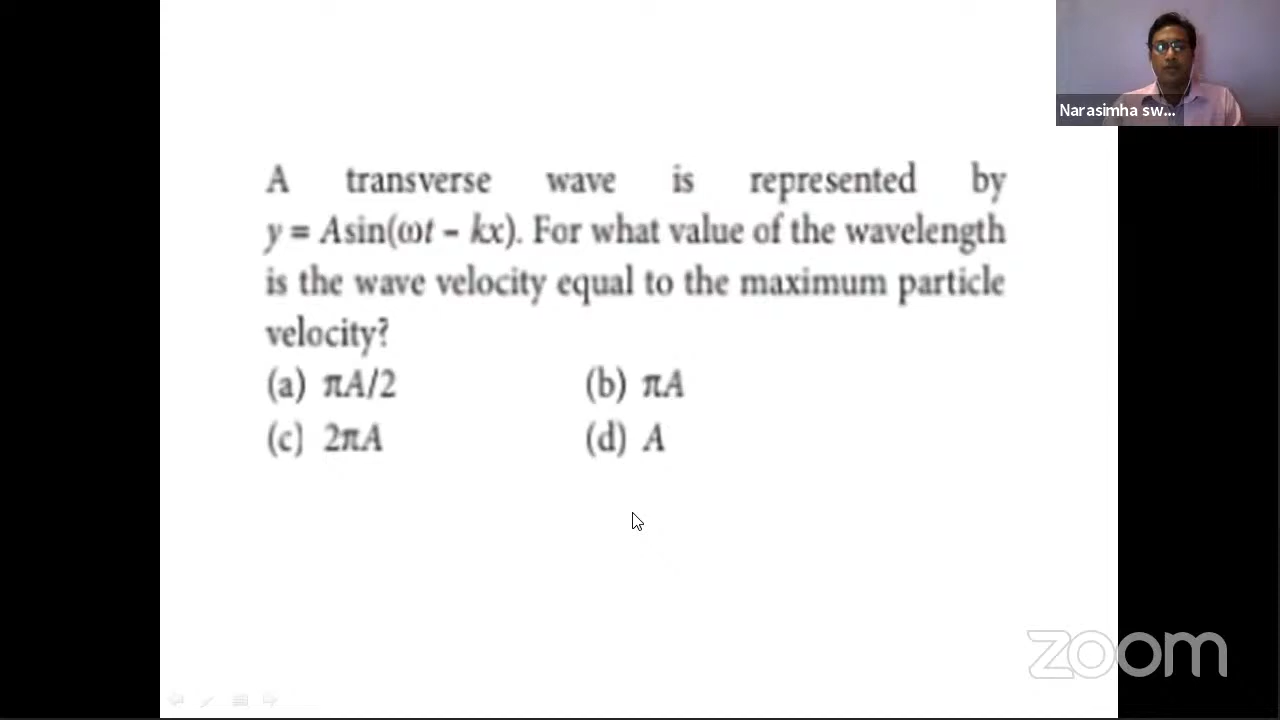 Narasimha sw...
A transverse wave is represented by
y = Asin(ωt – kx). For what value of the wavelength
is the wave velocity equal to the maximum particle
velocity?
(a) πA/2 (b) πA
(c) 2πA (d) A
zoom